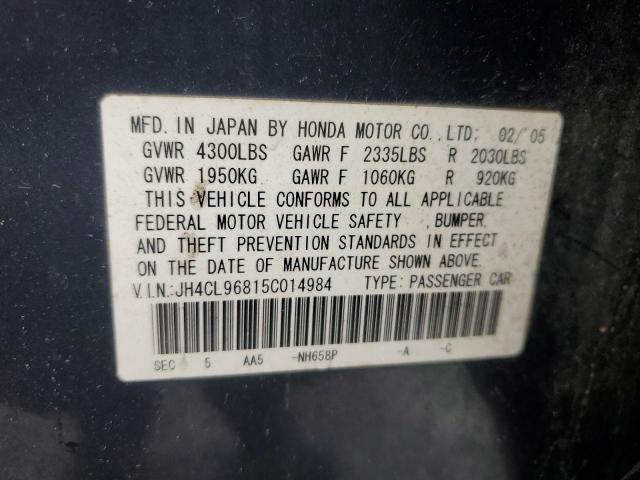 MFD. IN JAPAN BY HONDA MOTOR CO., LTD: 02/ 05
GVWR 4300LBS GAWR F 2335LBS R 2030LBS
GVWR 1950KG GAWR F 1060KG R 920KG
THIS VEHICLE CONFORMS TO ALL APPLICABLE
FEDERAL MOTOR VEHICLE SAFETY , BUMPER,
AND THEFT PREVENTION STANDARDS IN EFFECT
ON THE DATE OF MANUFACTURE SHOWN ABOVE.
V.I.N.:JH4CL96815C014984 TYPE: PASSENGER CAR
SEC 5 AA5 -NH658P -A -C